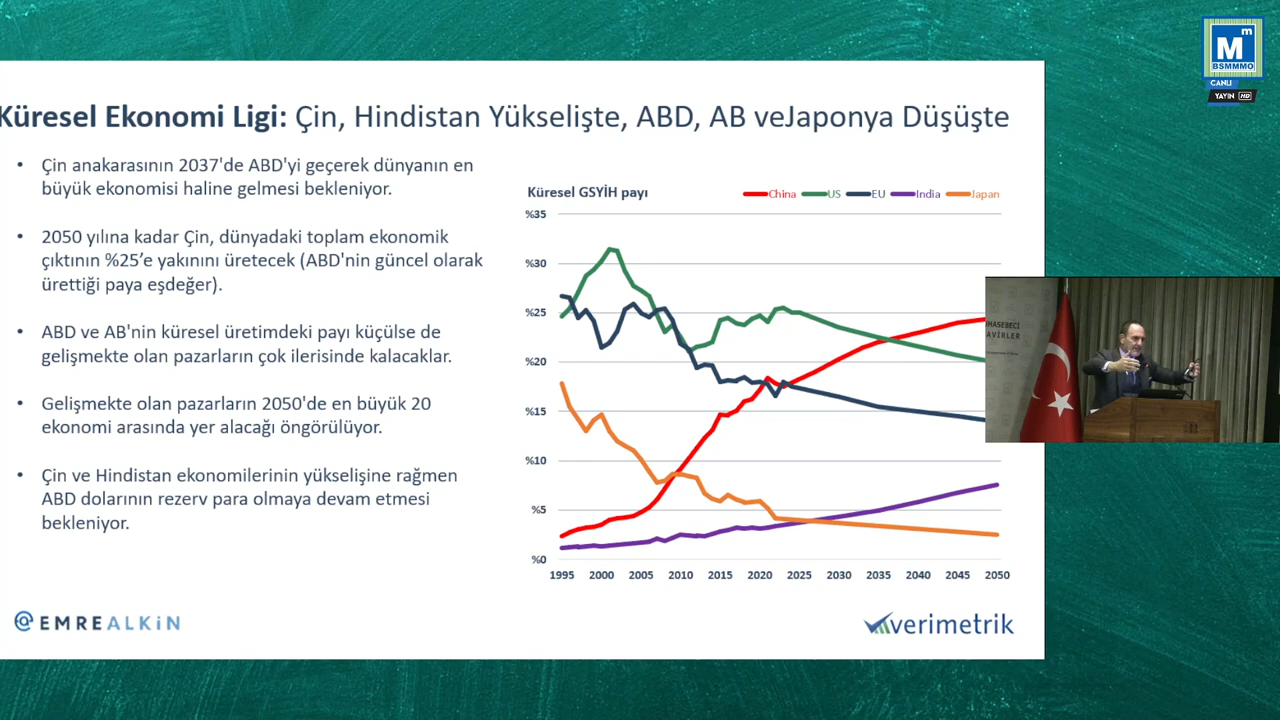 M m
BSMMMO
CANLI
YAYIN HD
Küresel Ekonomi Ligi: Çin, Hindistan Yükselişte, ABD, AB veJaponya Düşüşte
• Çin anakarasının 2037'de ABD'yi geçerek dünyanın en
büyük ekonomisi haline gelmesi bekleniyor.
• 2050 yılına kadar Çin, dünyadaki toplam ekonomik
çıktının %25’e yakınını üretecek (ABD'nin güncel olarak
ürettiği paya eşdeğer).
• ABD ve AB'nin küresel üretimdeki payı küçülse de
gelişmekte olan pazarların çok ilerisinde kalacaklar.
• Gelişmekte olan pazarların 2050'de en büyük 20
ekonomi arasında yer alacağı öngörülüyor.
• Çin ve Hindistan ekonomilerinin yükselişine rağmen
ABD dolarının rezerv para olmaya devam etmesi
bekleniyor.
Küresel GSYİH payı
China US EU India Japan
%35
%30
%25
%20
%15
%10
%5
%0
1995 2000 2005 2010 2015 2020 2025 2030 2035 2040 2045 2050
@EMREALKiN
verimetrik